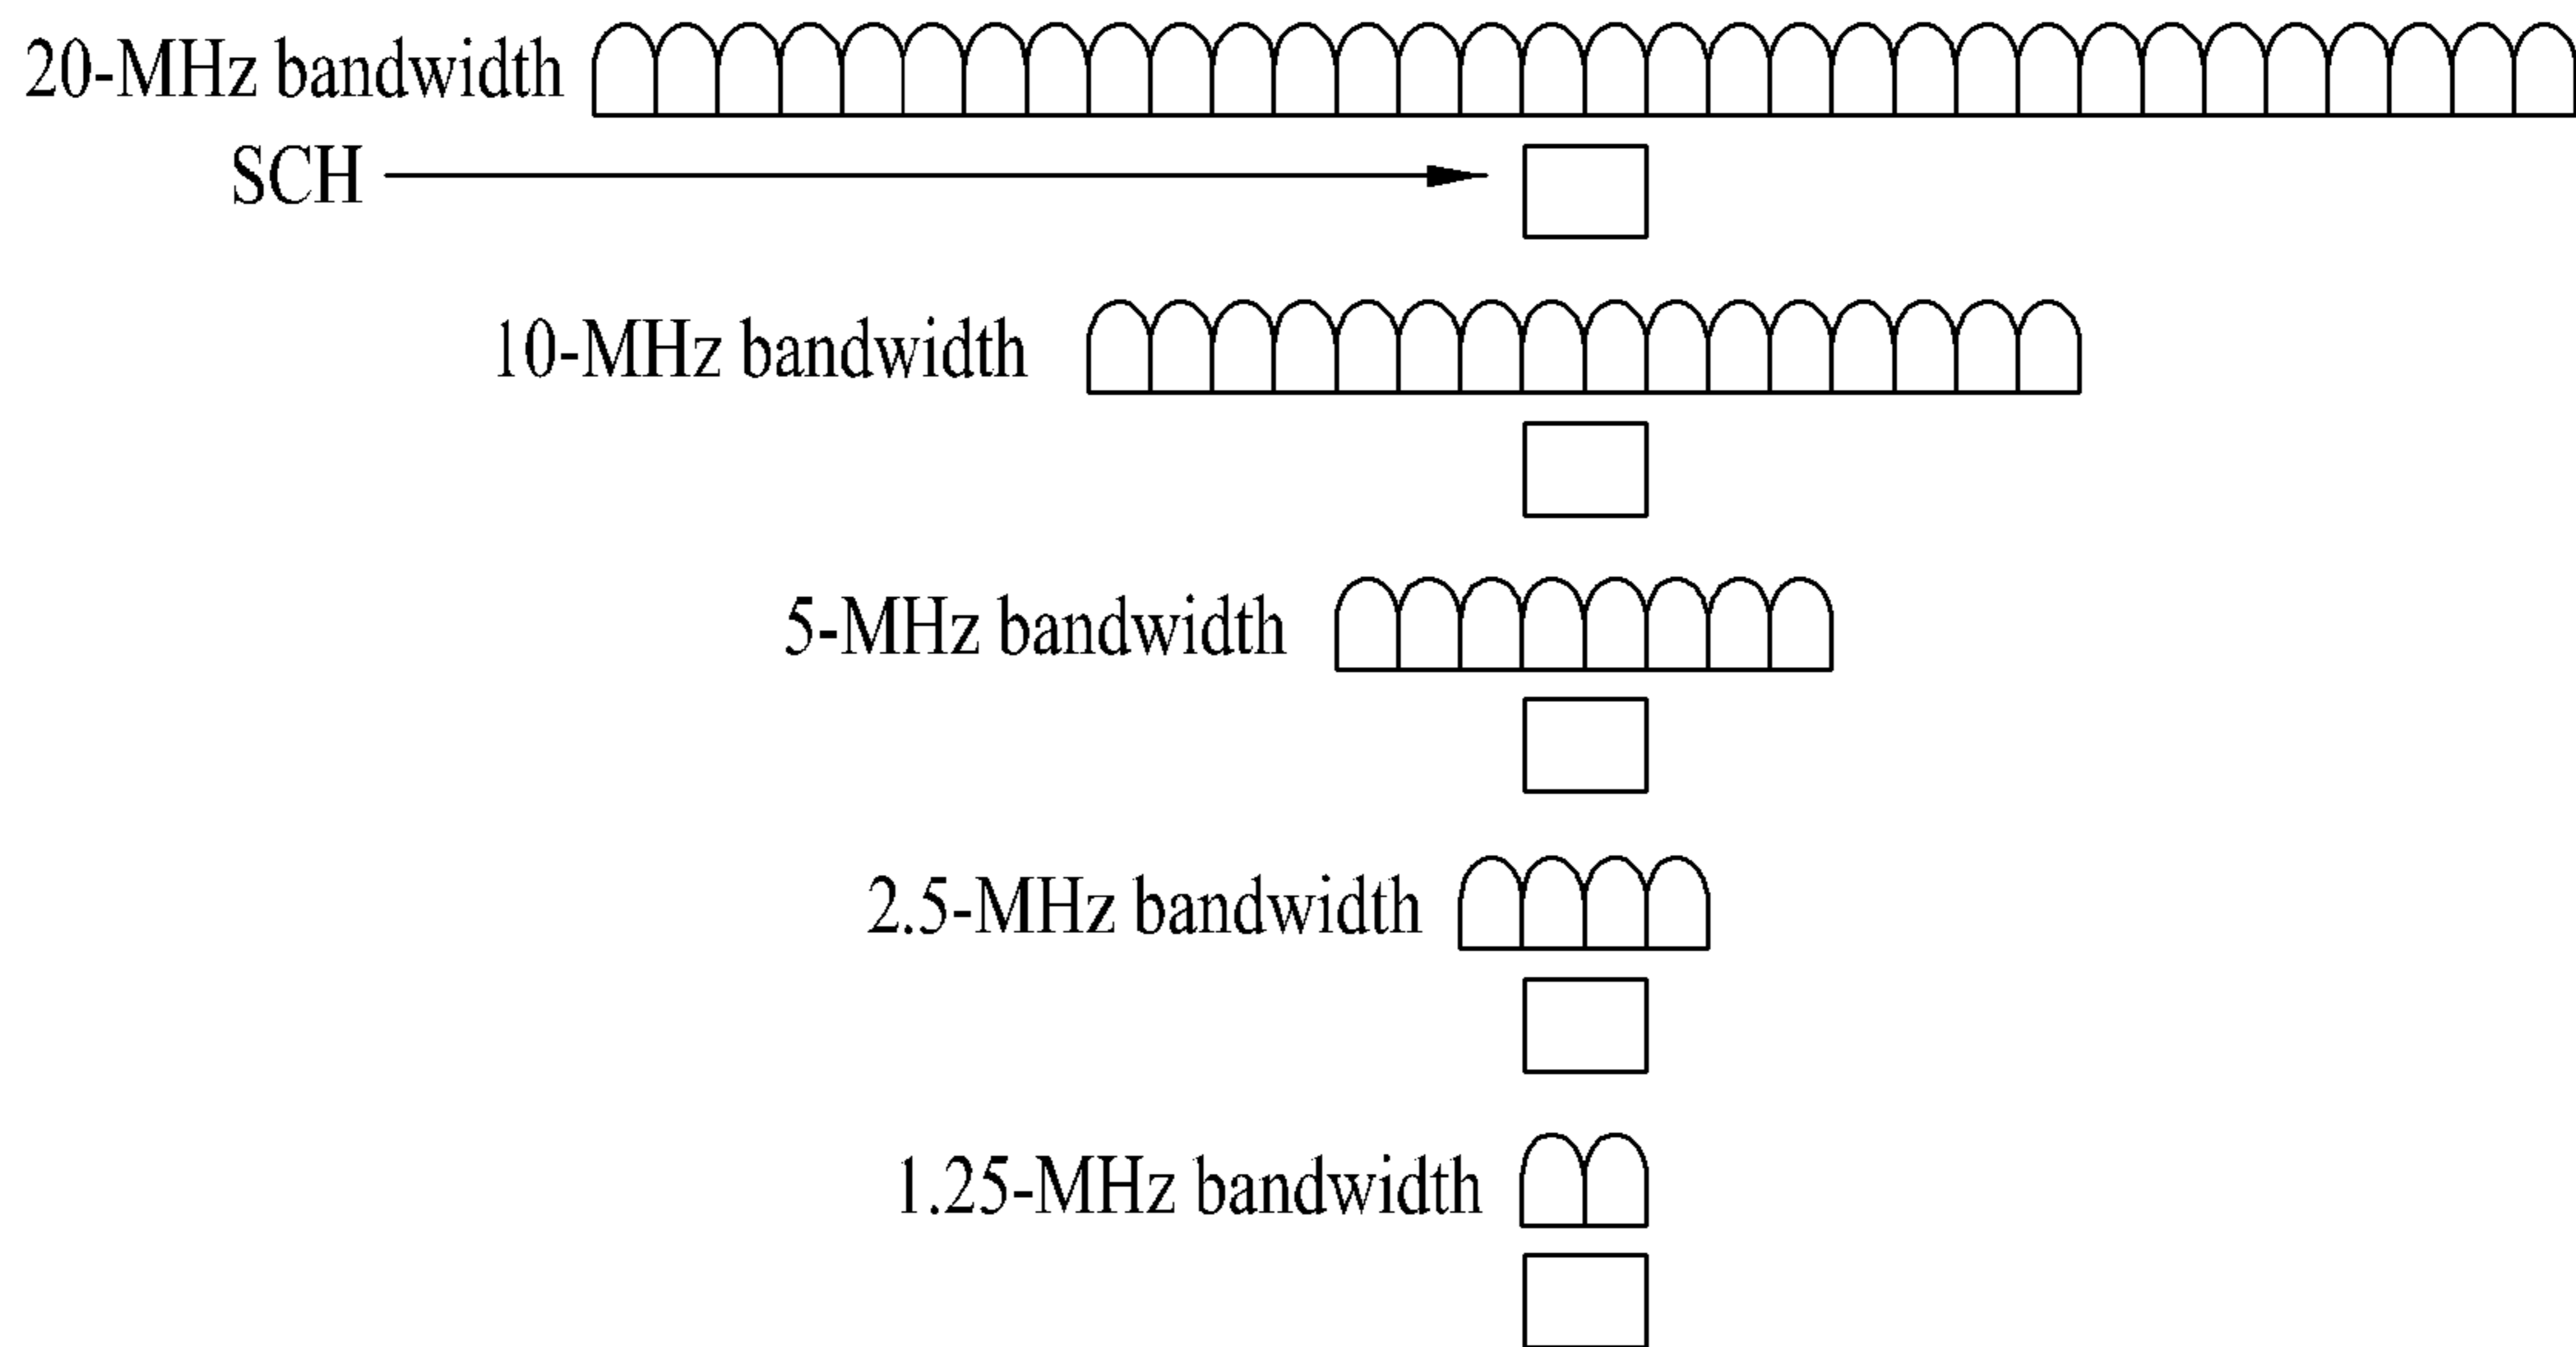 20-MHz bandwidth
SCH
10-MHz bandwidth
5-MHz bandwidth
2.5-MHz bandwidth
1.25-MHz bandwidth